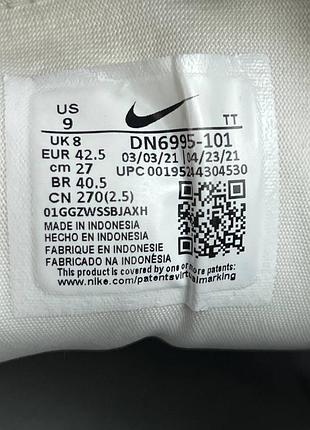 US
9
TT
UK 8
DN6995-101
EUR 42.5
03/03/21 04/23/21
cm 27
UPC 00195244304530
BR 40.5
CN 270(2.5)
01GGZWSSBJAXH
MADE IN INDONESIA
HECHO EN INDONESIA
FABRIQUE EN INDONESIE
FABRICADO NA INDONÉSIA
This product is covered by one or more patents:
www.nike.com/patentsvirtualmarking